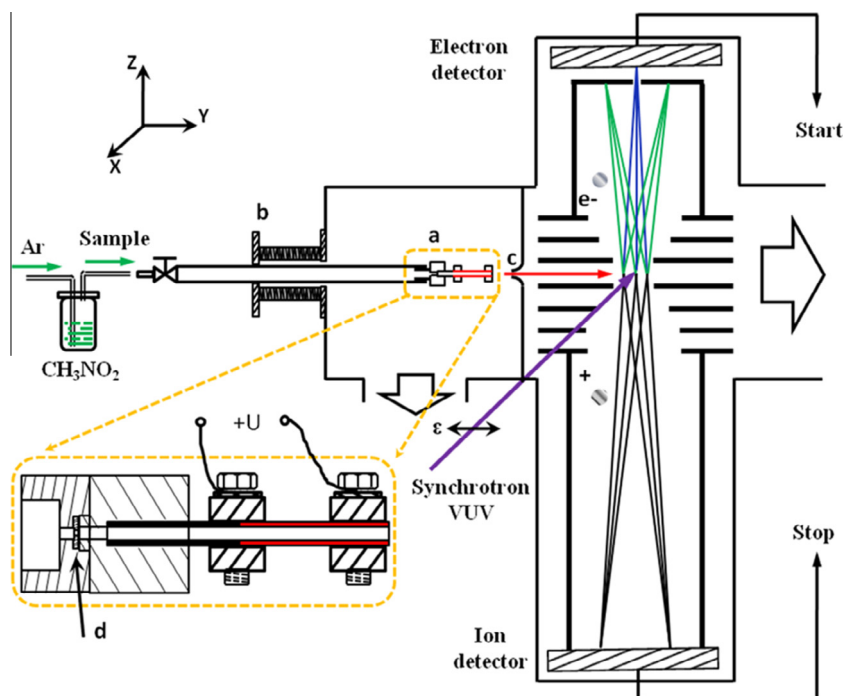 Electron
detector
Z
Y
X
Start
b
e-
Ar
Sample
a
c
CH₃NO₂
+
ε
+U
Synchrotron
VUV
Stop
d
Ion
detector